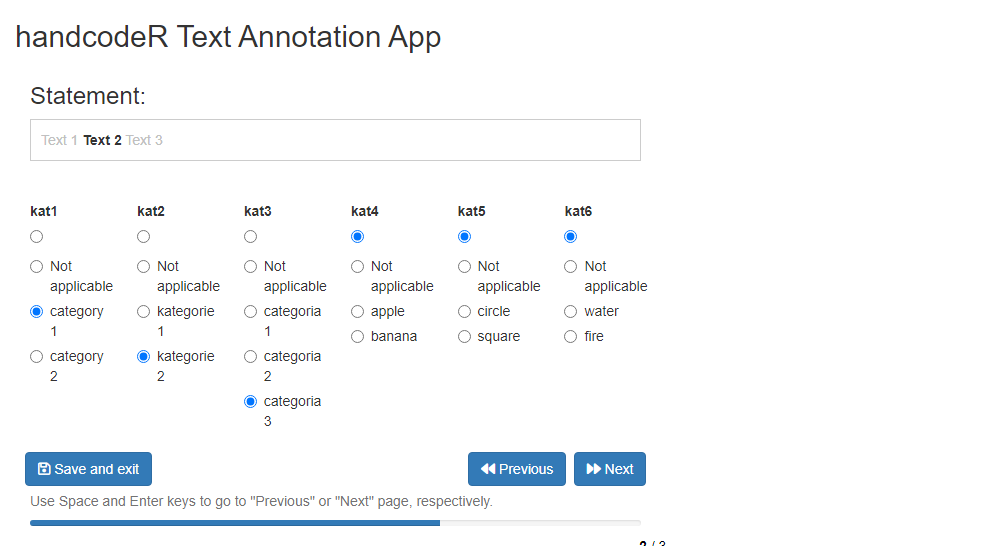 handcodeR Text Annotation App
Statement:
Text 1 Text 2 Text 3
kat1 kat2 kat3 kat4 kat5 kat6
Not applicable Not applicable Not applicable Not applicable Not applicable Not applicable
category 1 kategorie 1 categoria 1 apple circle water
category 2 kategorie 2 categoria 2 banana square fire
categoria 3
Save and exit Previous Next
Use Space and Enter keys to go to "Previous" or "Next" page, respectively.
2 / 3